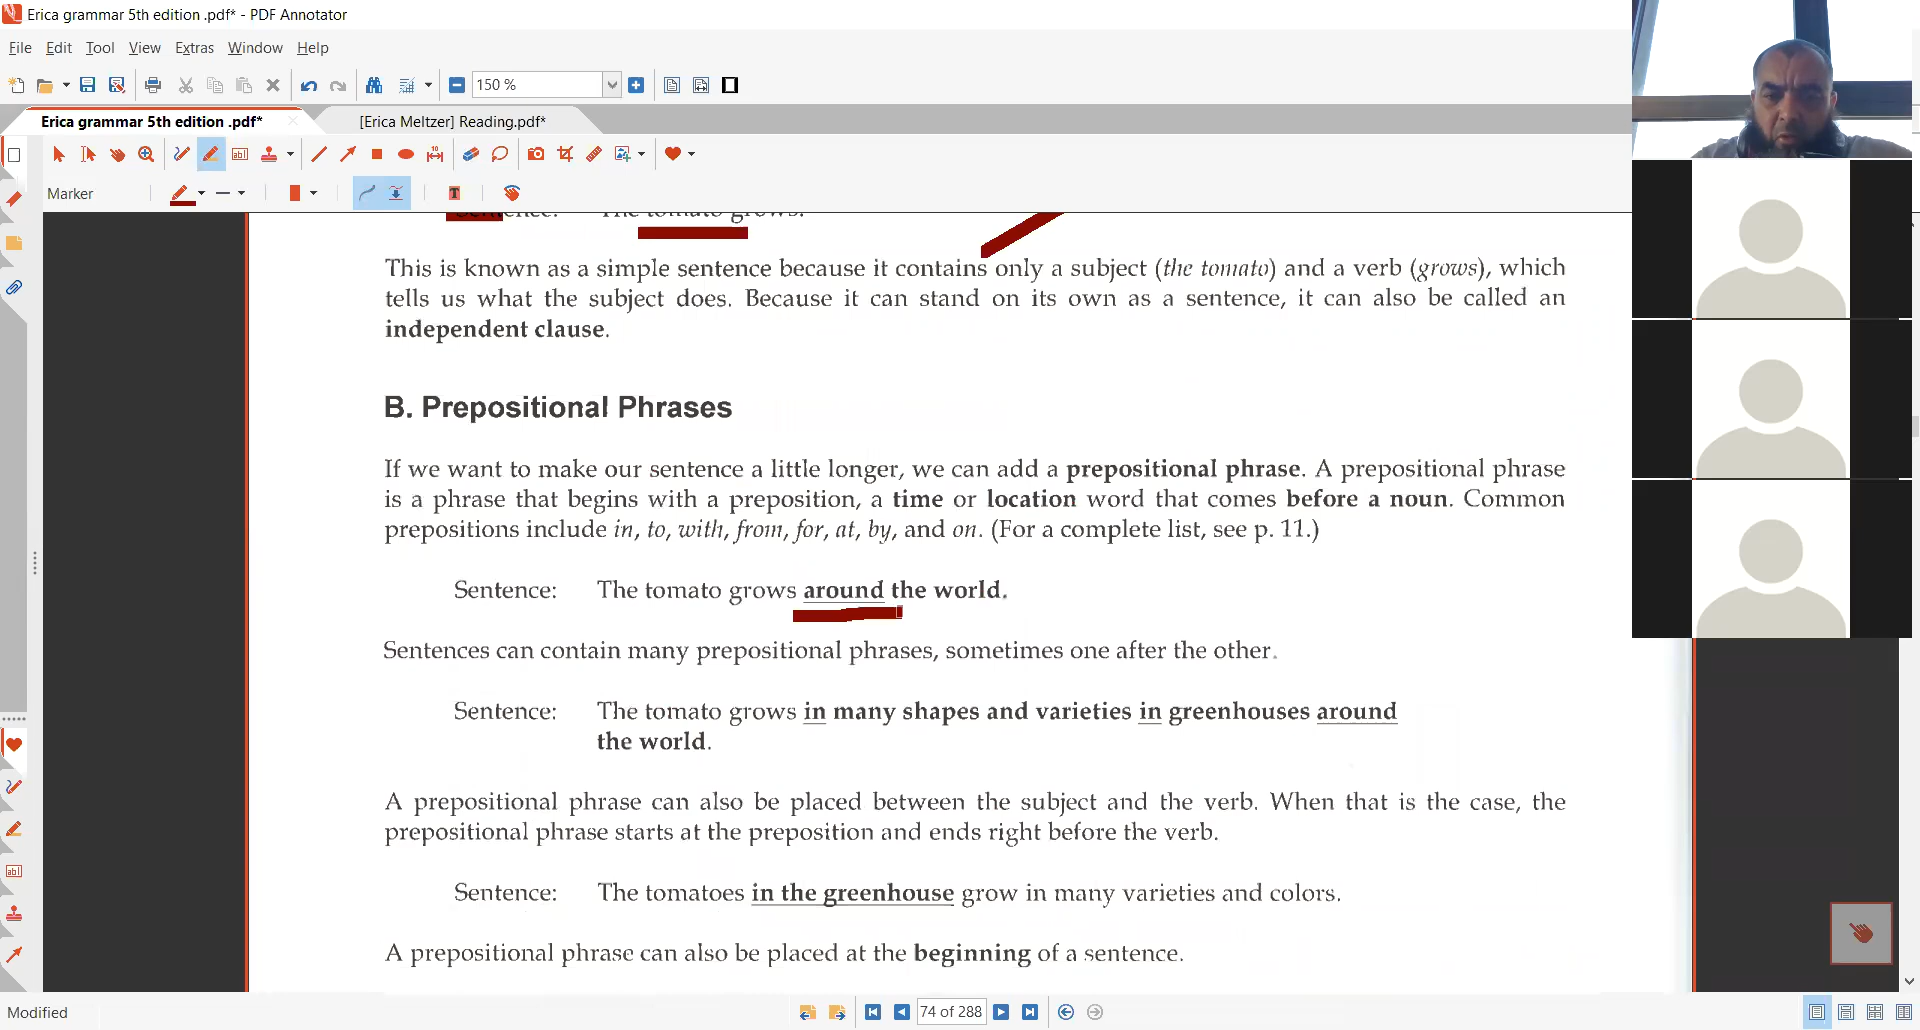 Erica grammar 5th edition .pdf* - PDF Annotator
File Edit Tool View Extras Window Help
150 %
Erica grammar 5th edition .pdf*
[Erica Meltzer] Reading.pdf*
Marker
Sentence: The tomato grows.
This is known as a simple sentence because it contains only a subject (the tomato) and a verb (grows), which
tells us what the subject does. Because it can stand on its own as a sentence, it can also be called an
independent clause.
B. Prepositional Phrases
If we want to make our sentence a little longer, we can add a prepositional phrase. A prepositional phrase
is a phrase that begins with a preposition, a time or location word that comes before a noun. Common
prepositions include in, to, with, from, for, at, by, and on. (For a complete list, see p. 11.)
Sentence: The tomato grows around the world.
Sentences can contain many prepositional phrases, sometimes one after the other.
Sentence: The tomato grows in many shapes and varieties in greenhouses around
the world.
A prepositional phrase can also be placed between the subject and the verb. When that is the case, the
prepositional phrase starts at the preposition and ends right before the verb.
Sentence: The tomatoes in the greenhouse grow in many varieties and colors.
A prepositional phrase can also be placed at the beginning of a sentence.
Modified
74 of 288